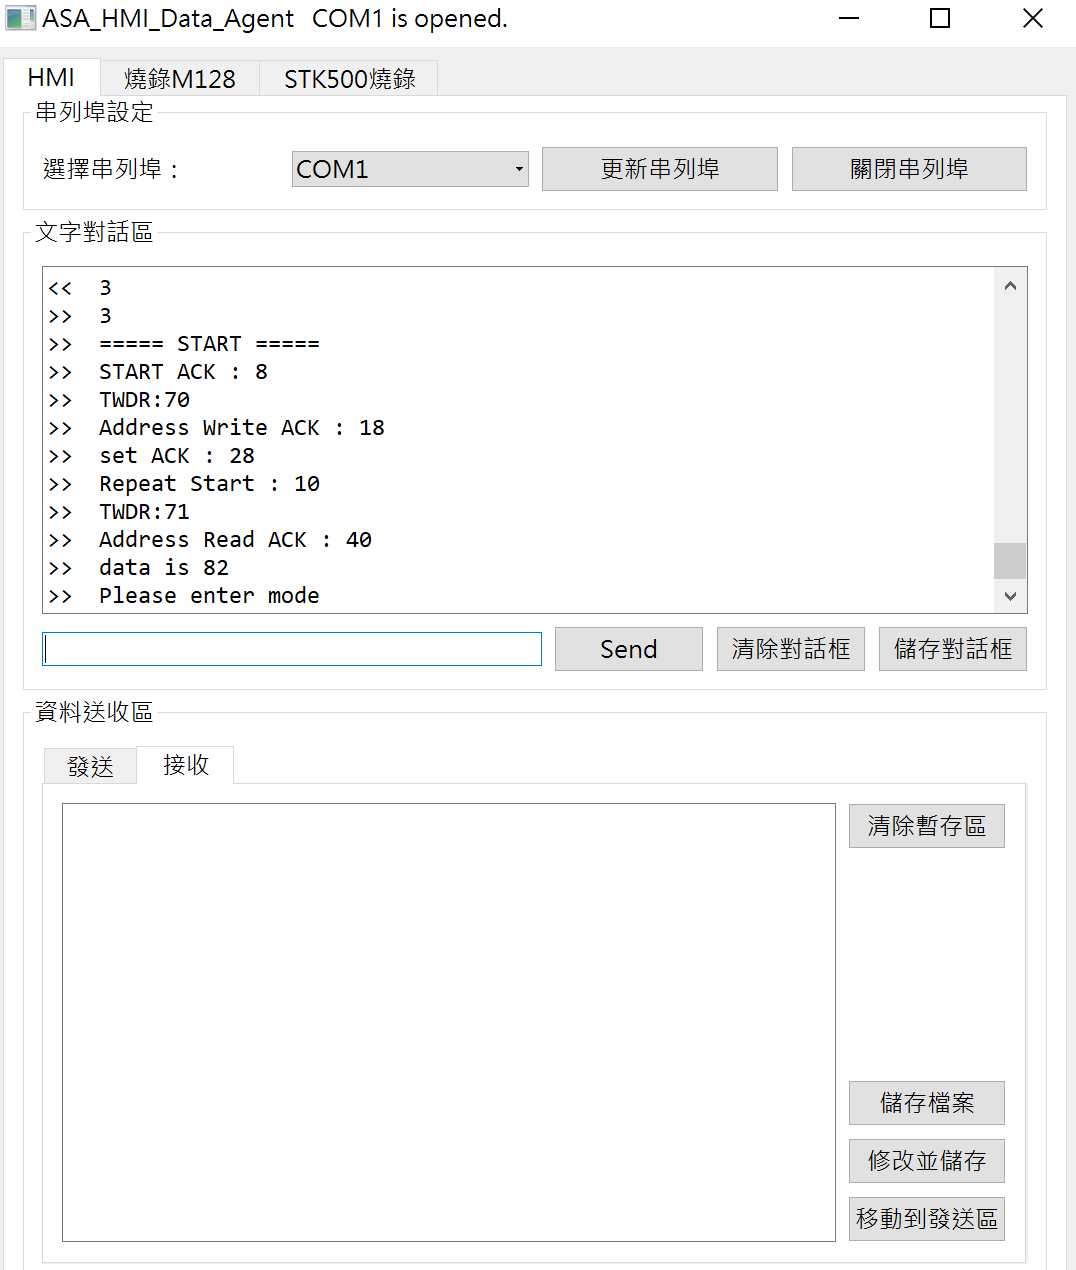 ASA_HMI_Data_Agent COM1 is opened.
HMI 燒錄M128 STK500燒錄
串列埠設定
選擇串列埠： COM1 更新串列埠 關閉串列埠
文字對話區
<< 3
>> 3
>> ===== START =====
>> START ACK : 8
>> TWDR:70
>> Address Write ACK : 18
>> set ACK : 28
>> Repeat Start : 10
>> TWDR:71
>> Address Read ACK : 40
>> data is 82
>> Please enter mode
Send 清除對話框 儲存對話框
資料送收區
發送 接收
清除暫存區
儲存檔案
修改並儲存
移動到發送區